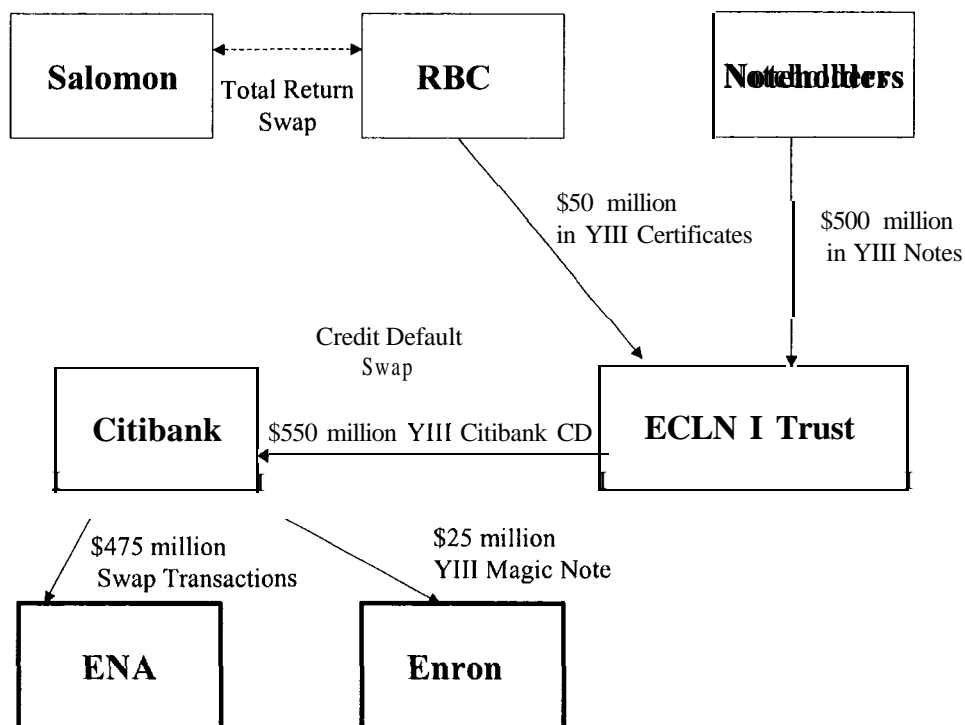 Salomon
Total Return
Swap
RBC
Noteholders
$50 million
in YIII Certificates
$500 million
in YIII Notes
Credit Default
Swap
Citibank
$550 million YIII Citibank CD
ECLN I Trust
$475 million
Swap Transactions
$25 million
YIII Magic Note
ENA
Enron